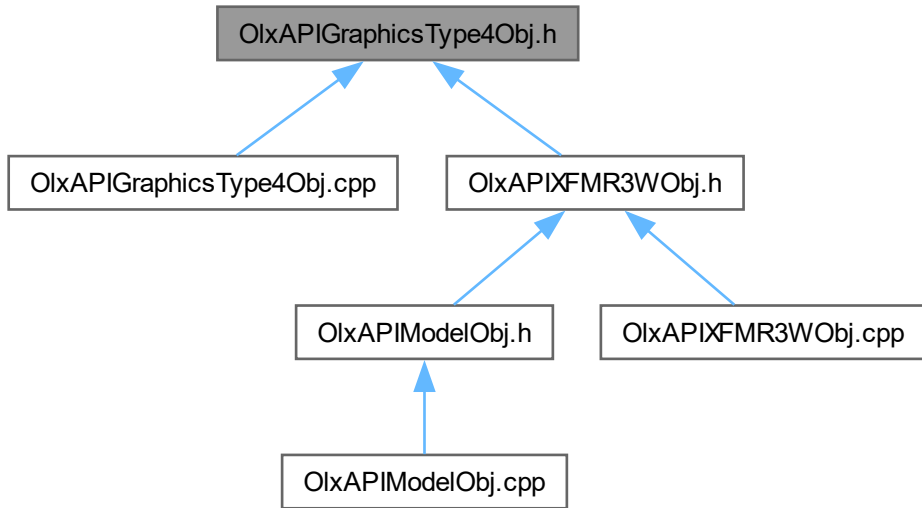 OlxAPIGraphicsType4Obj.h
OlxAPIGraphicsType4Obj.cpp
OlxAPIXFMR3WObj.h
OlxAPIModelObj.h
OlxAPIXFMR3WObj.cpp
OlxAPIModelObj.cpp